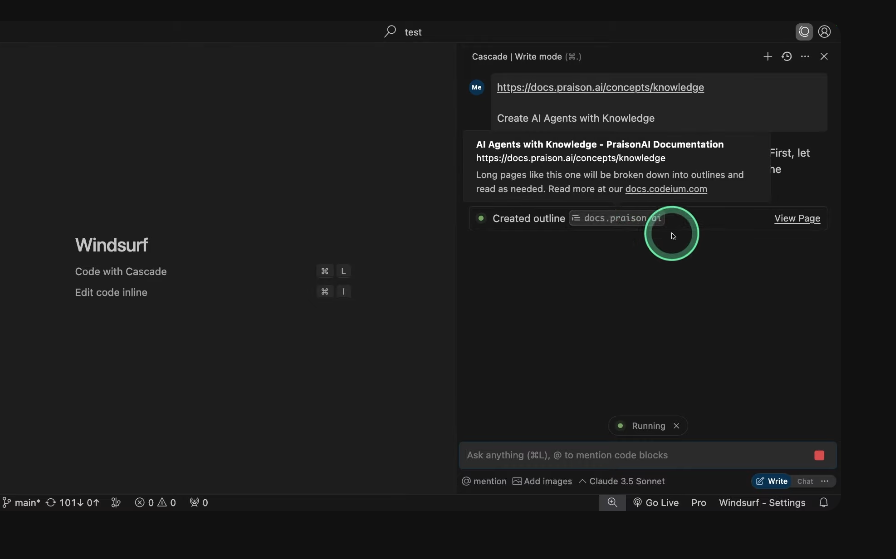 test
Cascade | Write mode (⌘.)
Me
https://docs.praison.ai/concepts/knowledge
Create AI Agents with Knowledge
AI Agents with Knowledge - PraisonAI Documentation
https://docs.praison.ai/concepts/knowledge
Long pages like this one will be broken down into outlines and
read as needed. Read more at our docs.codeium.com
First, let
me
Created outline docs.praison.ai View Page
Windsurf
Code with Cascade ⌘ L
Edit code inline ⌘ I
Running
Ask anything (⌘L), @ to mention code blocks
@ mention Add images Claude 3.5 Sonnet Write Chat
main* 101↓ 0↑ 0 0 0 Go Live Pro Windsurf - Settings